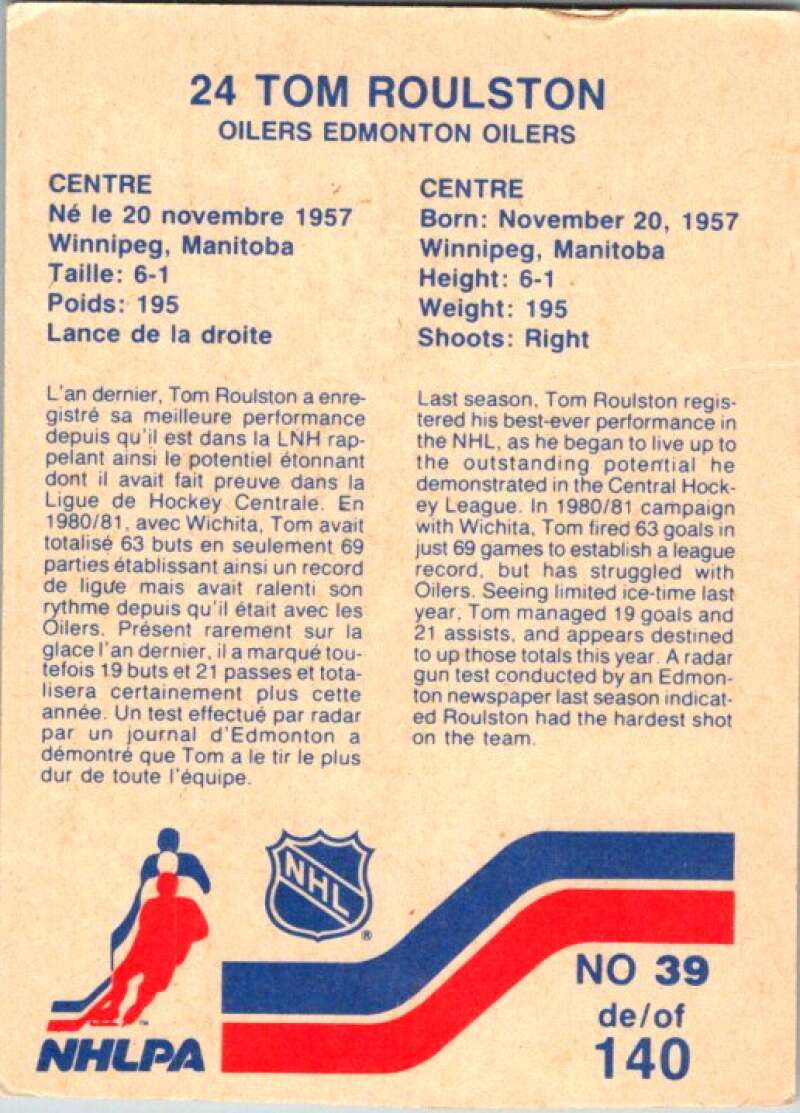 24 TOM ROULSTON
OILERS EDMONTON OILERS
CENTRE
Né le 20 novembre 1957
Winnipeg, Manitoba
Taille: 6-1
Poids: 195
Lance de la droite
L'an dernier, Tom Roulston a enre-
gistré sa meilleure performance
depuis qu'il est dans la LNH rap-
pelant ainsi le potentiel étonnant
dont il avait fait preuve dans la
Ligue de Hockey Centrale. En
1980/81, avec Wichita, Tom avait
totalisé 63 buts en seulement 69
parties établissant ainsi un record
de ligue mais avait ralenti son
rythme depuis qu'il était avec les
Oilers. Présent rarement sur la
glace l'an dernier, il a marqué tou-
tefois 19 buts et 21 passes et tota-
lisera certainement plus cette
année. Un test effectué par radar
par un journal d'Edmonton a
démontré que Tom a le tir le plus
dur de toute l'équipe.
CENTRE
Born: November 20, 1957
Winnipeg, Manitoba
Height: 6-1
Weight: 195
Shoots: Right
Last season, Tom Roulston regis-
tered his best-ever performance in
the NHL, as he began to live up to
the outstanding potential he
demonstrated in the Central Hock-
ey League. In 1980/81 campaign
with Wichita, Tom fired 63 goals in
just 69 games to establish a league
record, but has struggled with
Oilers. Seeing limited ice-time last
year, Tom managed 19 goals and
21 assists, and appears destined
to up those totals this year. A radar
gun test conducted by an Edmon-
ton newspaper last season indicat-
ed Roulston had the hardest shot
on the team.
NHL
®
™
NHLPA
NO 39
de/of
140